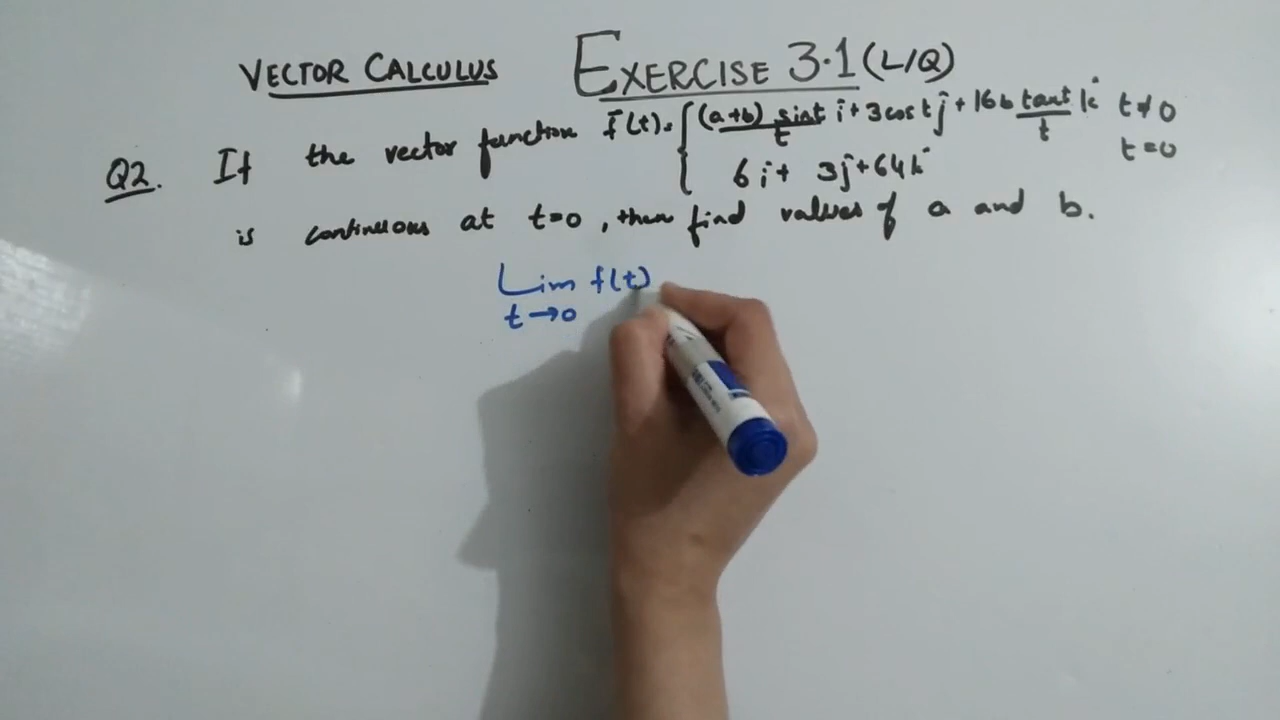 VECTOR CALCULUS EXERCISE 3.1 (L/Q)
Q2. If the vector function f̄(t) = { (a+b) sint/t i + 3cost j + 16b tant/t k t≠0
6i + 3j + 64k t=0
is continuous at t=0, then find values of a and b.
Lim f(t)
t→0